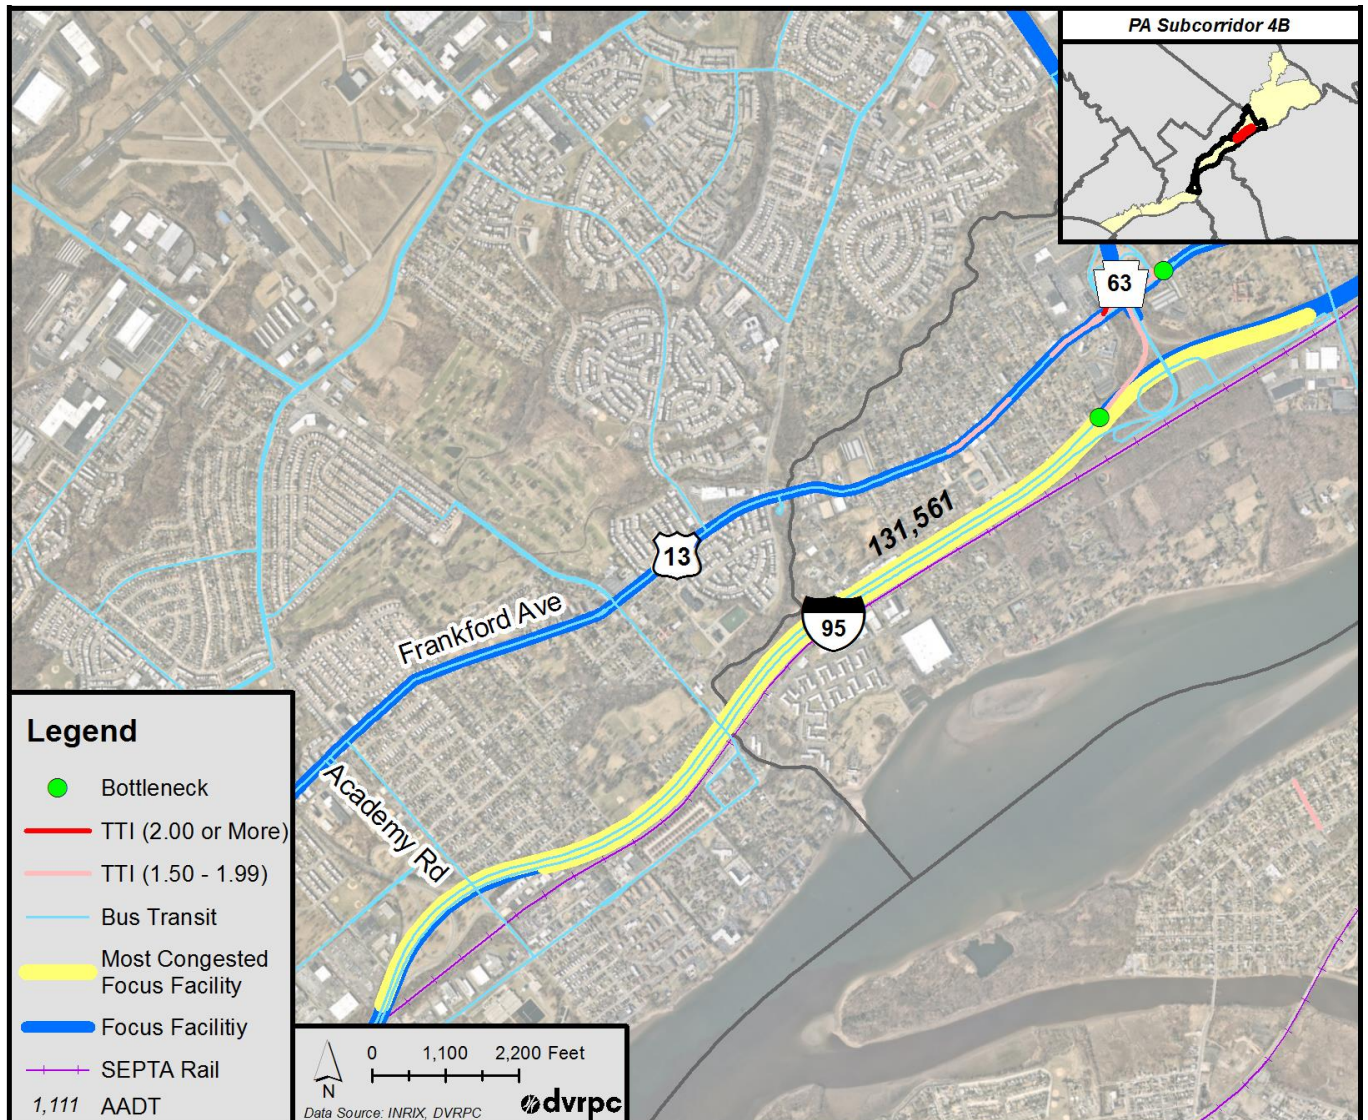 PA Subcorridor 4B
63
131,561
13
95
Frankford Ave
Academy Rd
Legend
Bottleneck
TTI (2.00 or More)
TTI (1.50 - 1.99)
Bus Transit
Most Congested
Focus Facility
Focus Facilitiy
SEPTA Rail
1,111 AADT
0 1,100 2,200 Feet
N
Data Source: INRIX, DVRPC
dvrpc